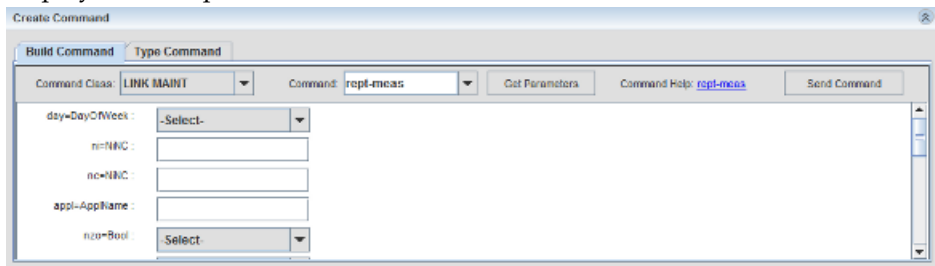 Create Command
Build Command Type Command
Command Class: LINK MAINT Command: rept-meas Get Parameters Command Help: rept-meas Send Command
day=DayOfWeek : -Select-
ni=NiNC :
nc=NiNC :
appl=ApplName :
nzo=Bool : -Select-